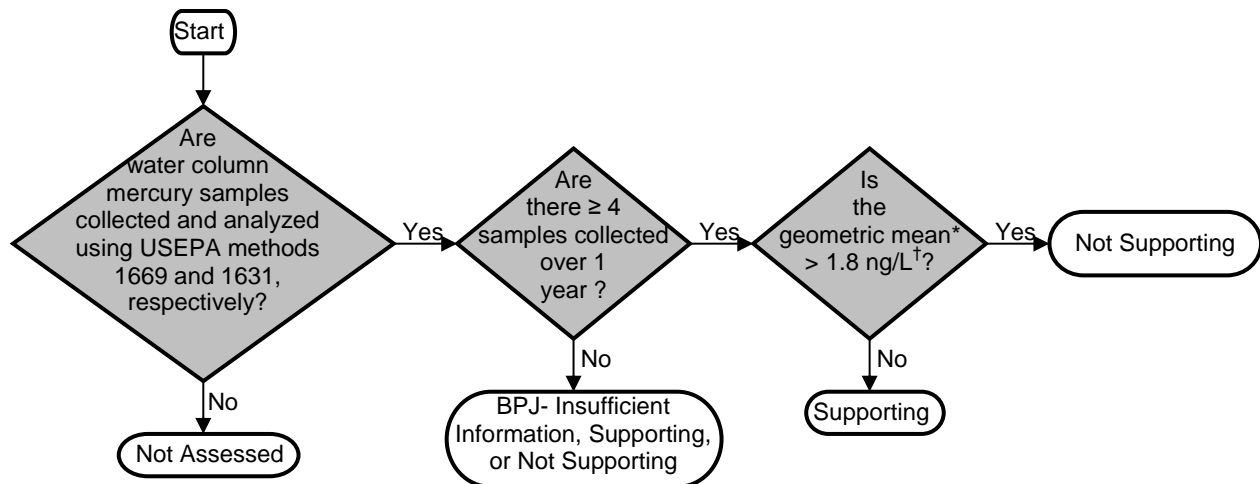 Start
Are
water column
mercury samples
collected and analyzed
using USEPA methods
1669 and 1631,
respectively?
Yes
No
Not Assessed
Are
there ≥ 4
samples collected
over 1
year ?
Yes
No
BPJ- Insufficient
Information, Supporting,
or Not Supporting
Is
the
geometric mean*
> 1.8 ng/L†?
Yes
No
Supporting
Not Supporting